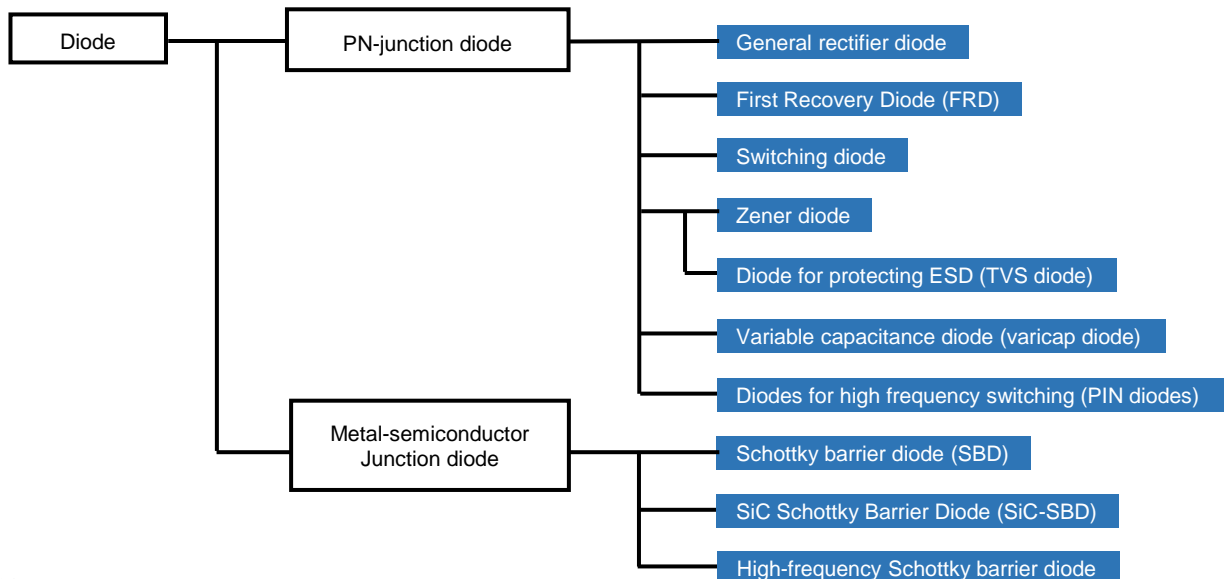 Diode
PN-junction diode
General rectifier diode
First Recovery Diode (FRD)
Switching diode
Zener diode
Diode for protecting ESD (TVS diode)
Variable capacitance diode (varicap diode)
Diodes for high frequency switching (PIN diodes)
Metal-semiconductor
Junction diode
Schottky barrier diode (SBD)
SiC Schottky Barrier Diode (SiC-SBD)
High-frequency Schottky barrier diode